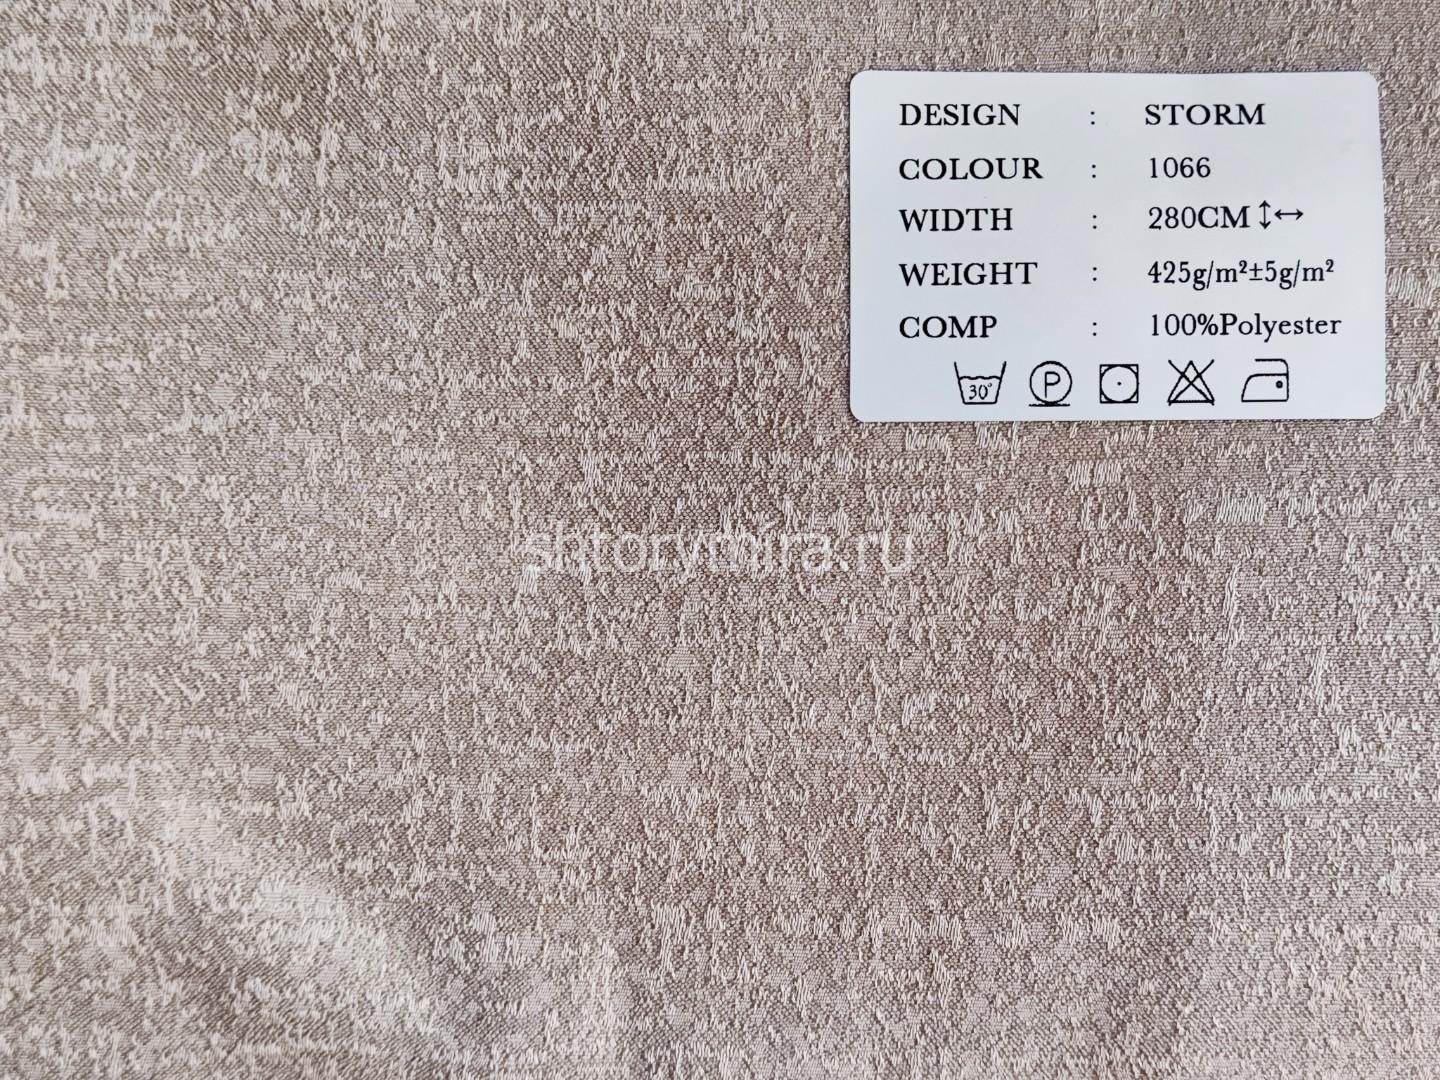 DESIGN : STORM
COLOUR : 1066
WIDTH : 280CM ↕↔
WEIGHT : 425g/m²±5g/m²
COMP : 100%Polyester
30° P
shtorymira.ru